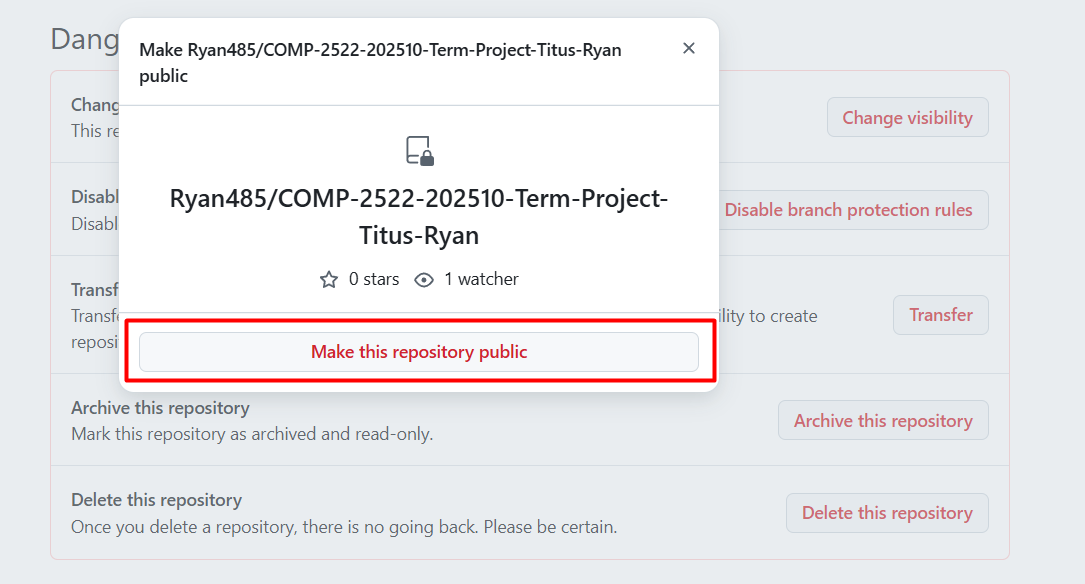 Dang
Make Ryan485/COMP-2522-202510-Term-Project-Titus-Ryan
public
Chang
This re
Change visibility
Ryan485/COMP-2522-202510-Term-Project-
Titus-Ryan
0 stars 1 watcher
Disabl
Disabl
Disable branch protection rules
Transf
Transfe
reposi
ility to create
Transfer
Make this repository public
Archive this repository
Mark this repository as archived and read-only.
Archive this repository
Delete this repository
Once you delete a repository, there is no going back. Please be certain.
Delete this repository